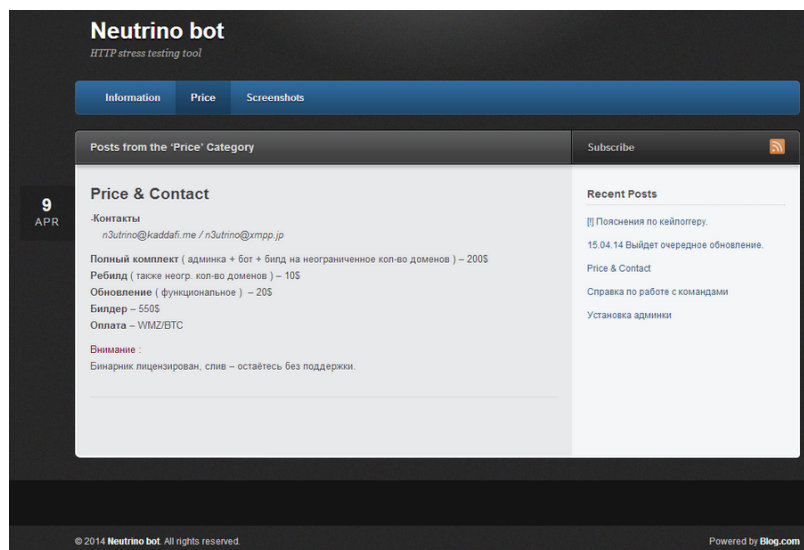 Neutrino bot
HTTP stress testing tool
Information Price Screenshots
Posts from the ‘Price’ Category
Subscribe
9
APR
Price & Contact
-Контакты
n3utrino@kaddafi.me / n3utrino@xmpp.jp
Полный комплект ( админка + бот + билд на неограниченное кол-во доменов ) – 200$
Ребилд ( также неогр. кол-во доменов ) – 10$
Обновление ( функциональное ) – 20$
Билдер – 550$
Оплата – WMZ/BTC
Внимание :
Бинарник лицензирован, слив – остаётесь без поддержки.
Recent Posts
[!] Пояснения по кейлоггеру.
15.04.14 Выйдет очередное обновление.
Price & Contact
Справка по работе с командами
Установка админки
© 2014 Neutrino bot. All rights reserved.
Powered by Blog.com